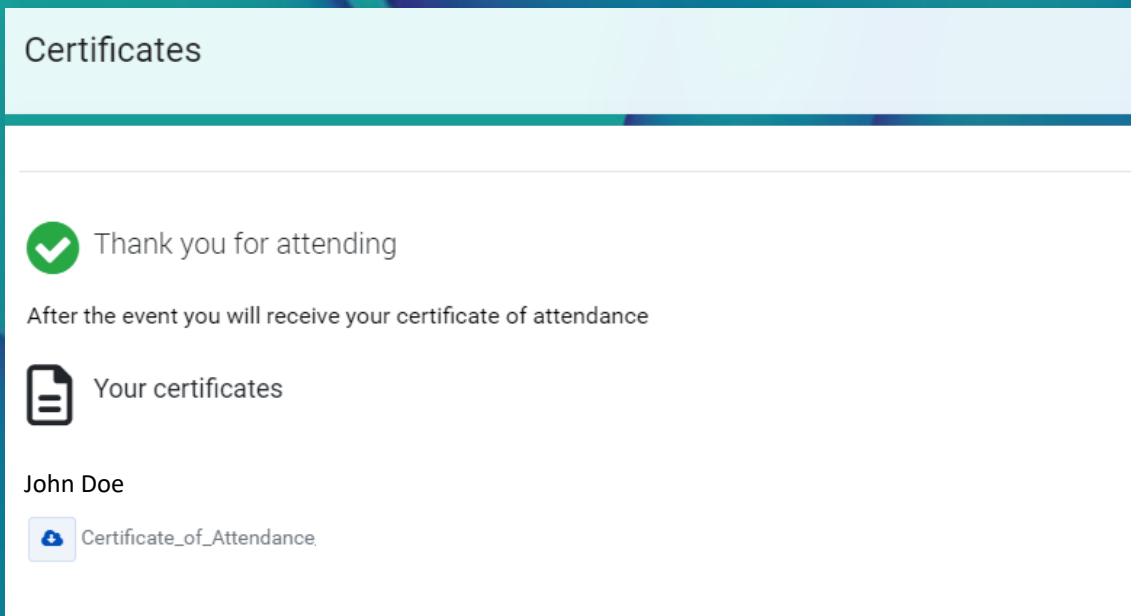 Certificates
Thank you for attending
After the event you will receive your certificate of attendance
Your certificates
John Doe
Certificate_of_Attendance